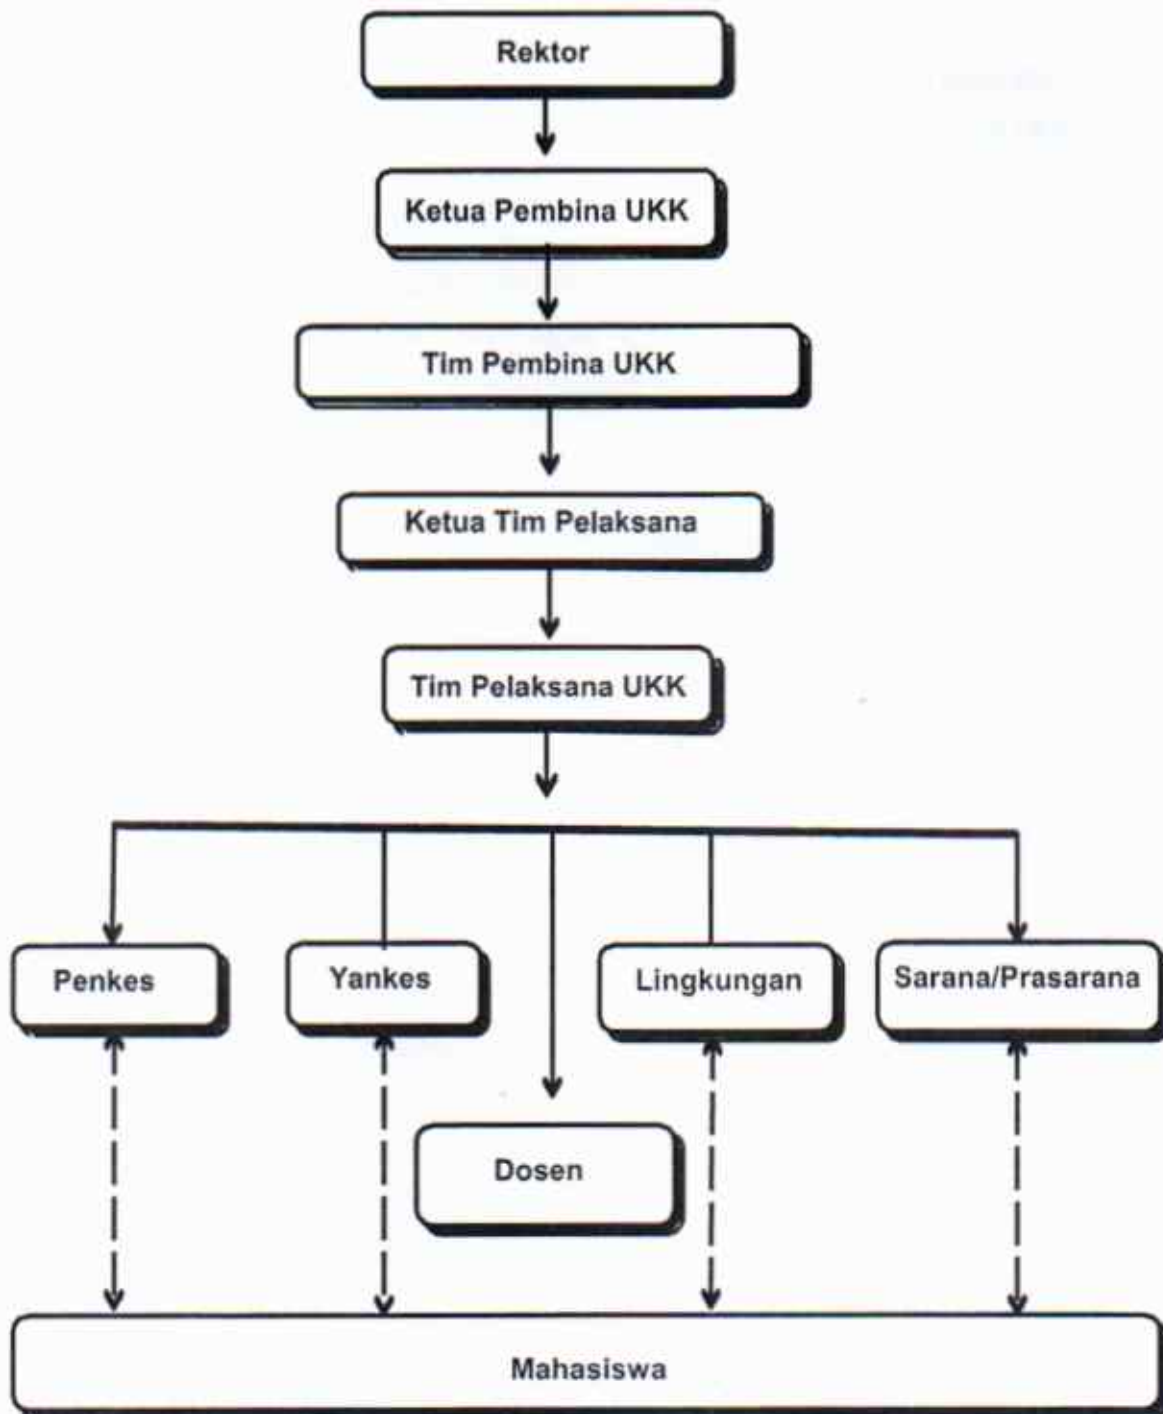 Rektor
Ketua Pembina UKK
Tim Pembina UKK
Ketua Tim Pelaksana
Tim Pelaksana UKK
Penkes
Yankes
Lingkungan
Sarana/Prasarana
Dosen
Mahasiswa